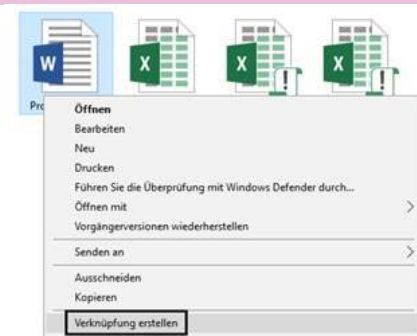 W
X
X
X
Pro
Öffnen
Bearbeiten
Neu
Drucken
Führen Sie die Überprüfung mit Windows Defender durch...
Öffnen mit
Vorgängerversionen wiederherstellen
Senden an
Ausschneiden
Kopieren
Verknüpfung erstellen